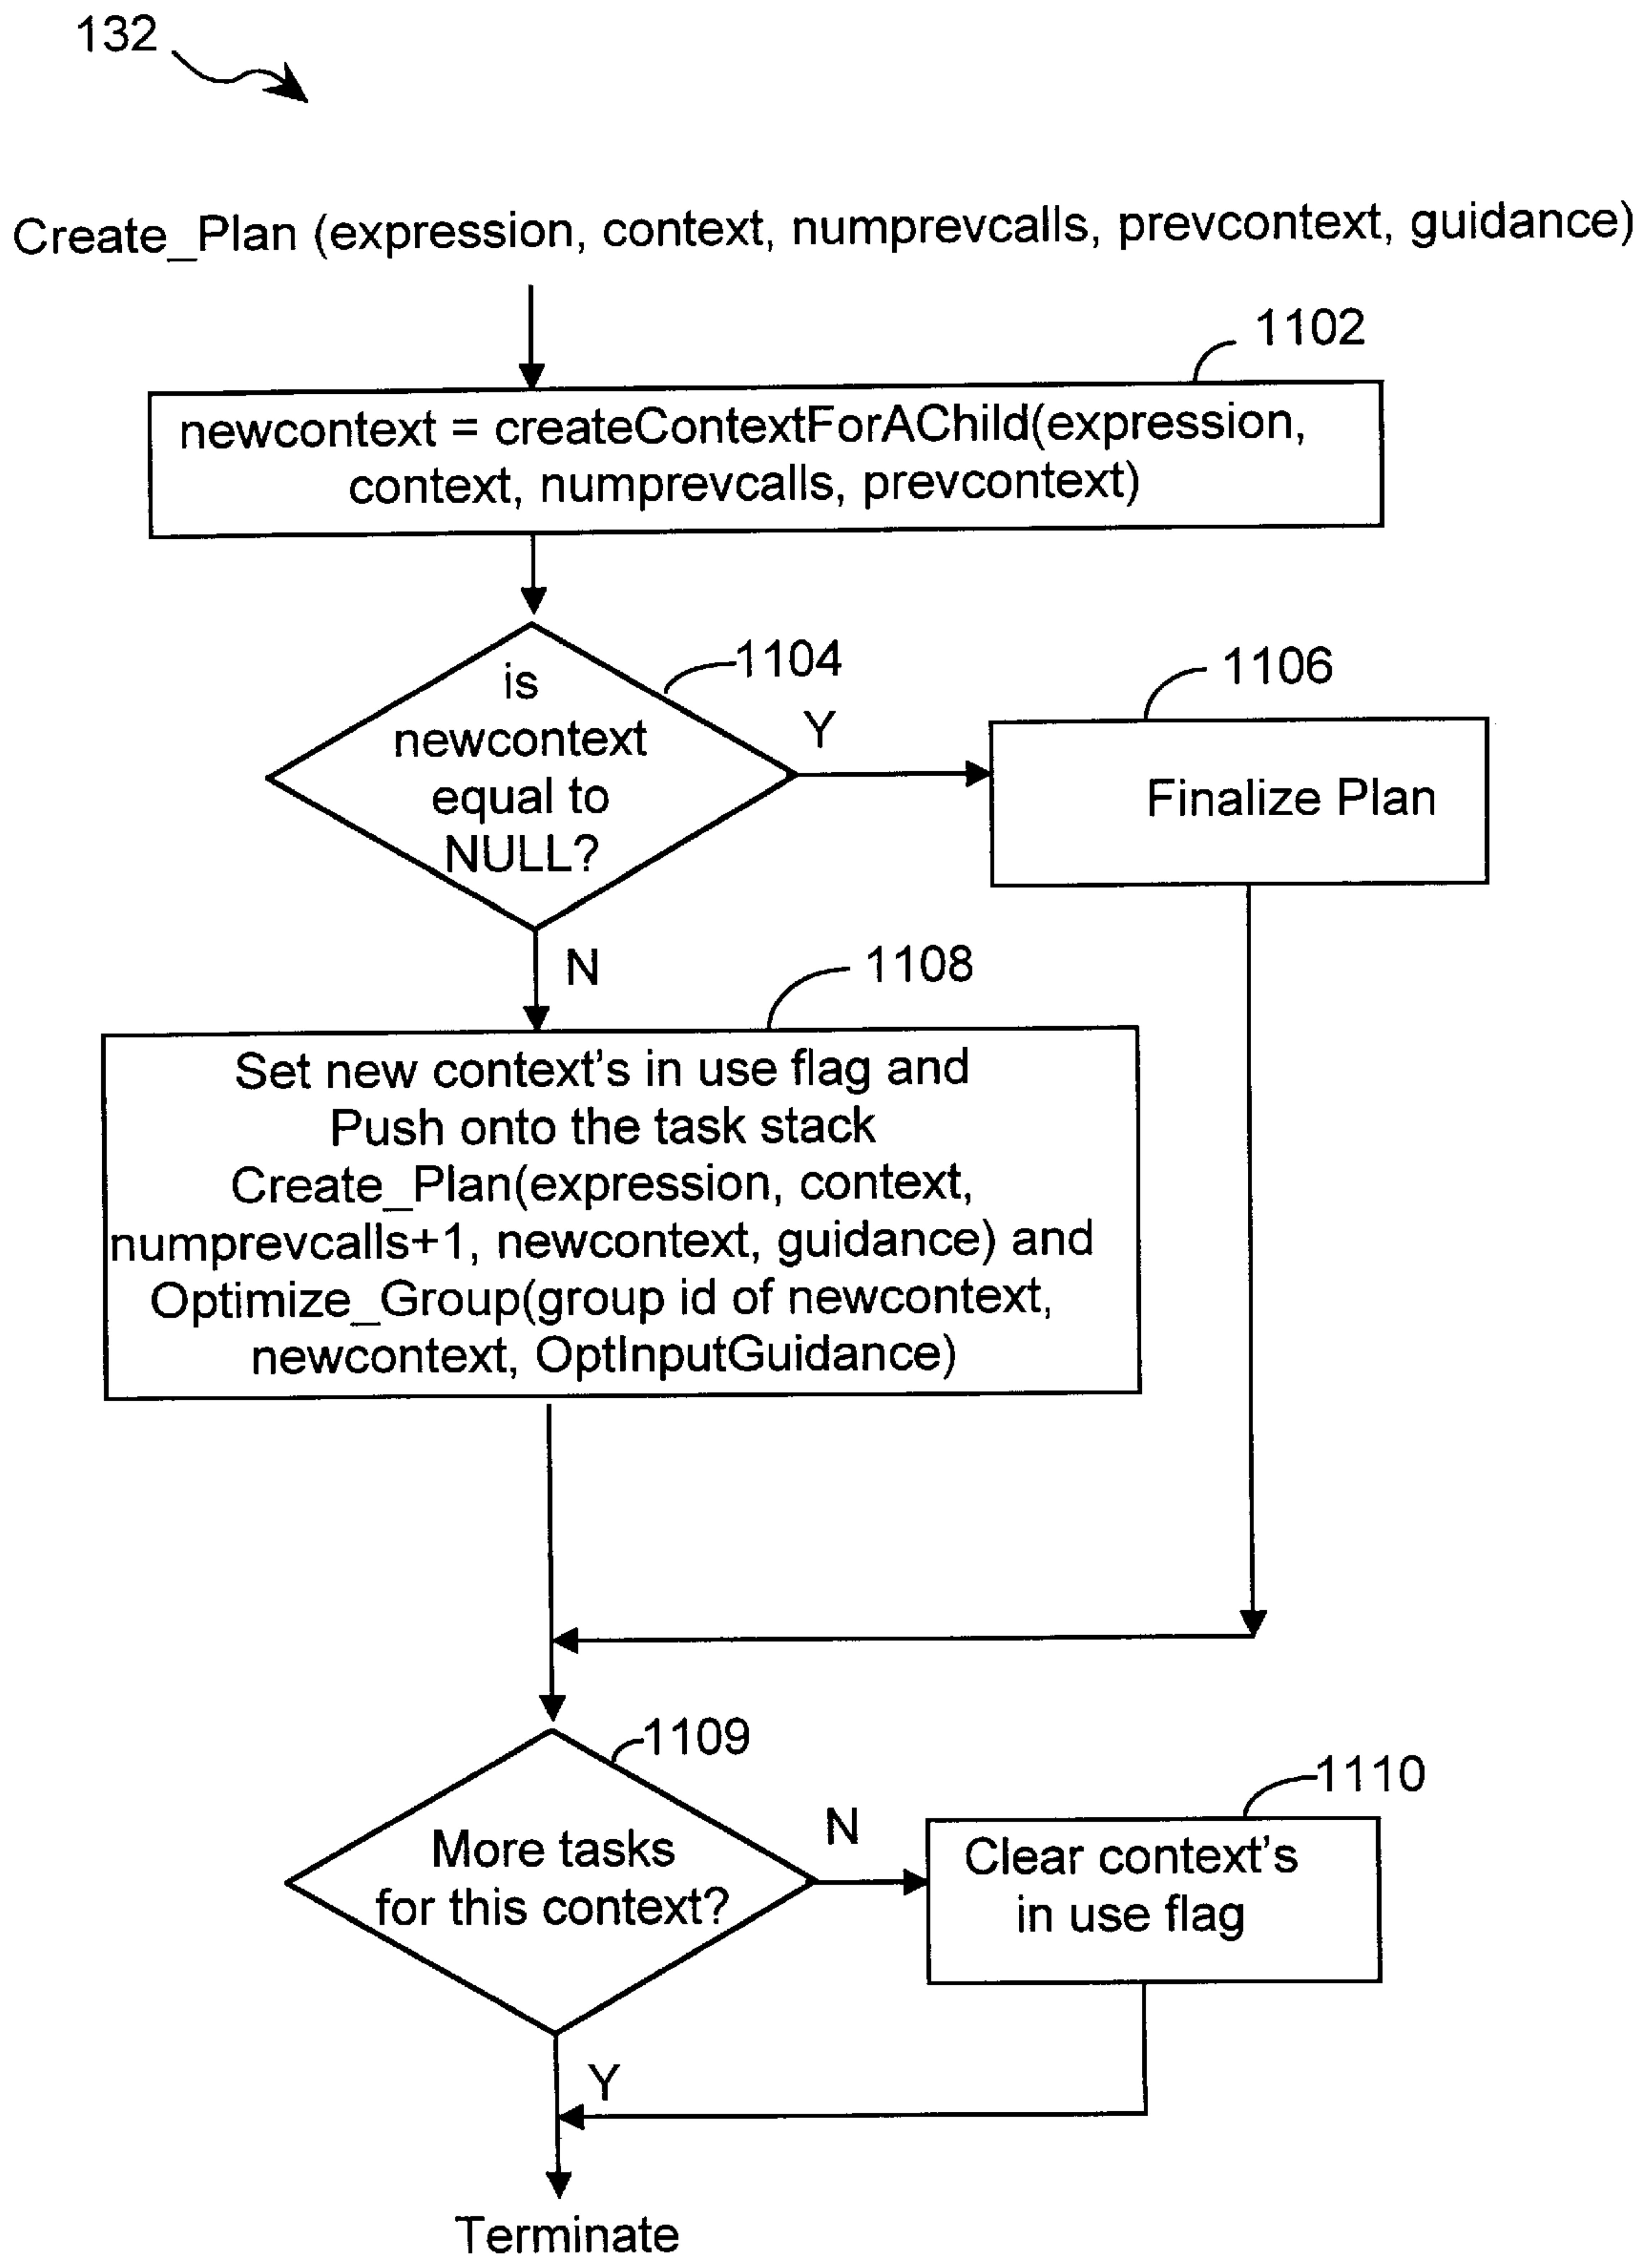 132
Create_Plan (expression, context, numprevcalls, prevcontext, guidance)
1102
newcontext = createContextForAChild(expression,
context, numprevcalls, prevcontext)
1104
is
newcontext
equal to
NULL?
Y
1106
Finalize Plan
N
1108
Set new context's in use flag and
Push onto the task stack
Create_Plan(expression, context,
numprevcalls+1, newcontext, guidance) and
Optimize_Group(group id of newcontext,
newcontext, OptInputGuidance)
1109
More tasks
for this context?
N
1110
Clear context's
in use flag
Y
Terminate